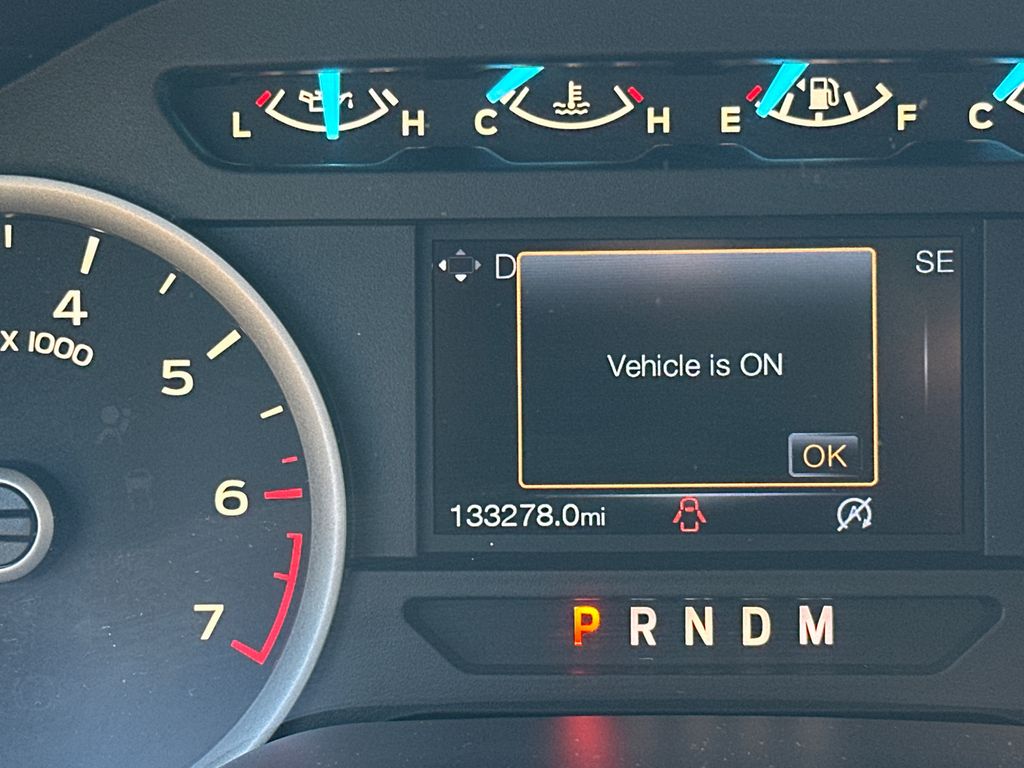 L H C H E F C
D SE
4
X 1000
5
Vehicle is ON
6
OK
133278.0mi
7
P R N D M